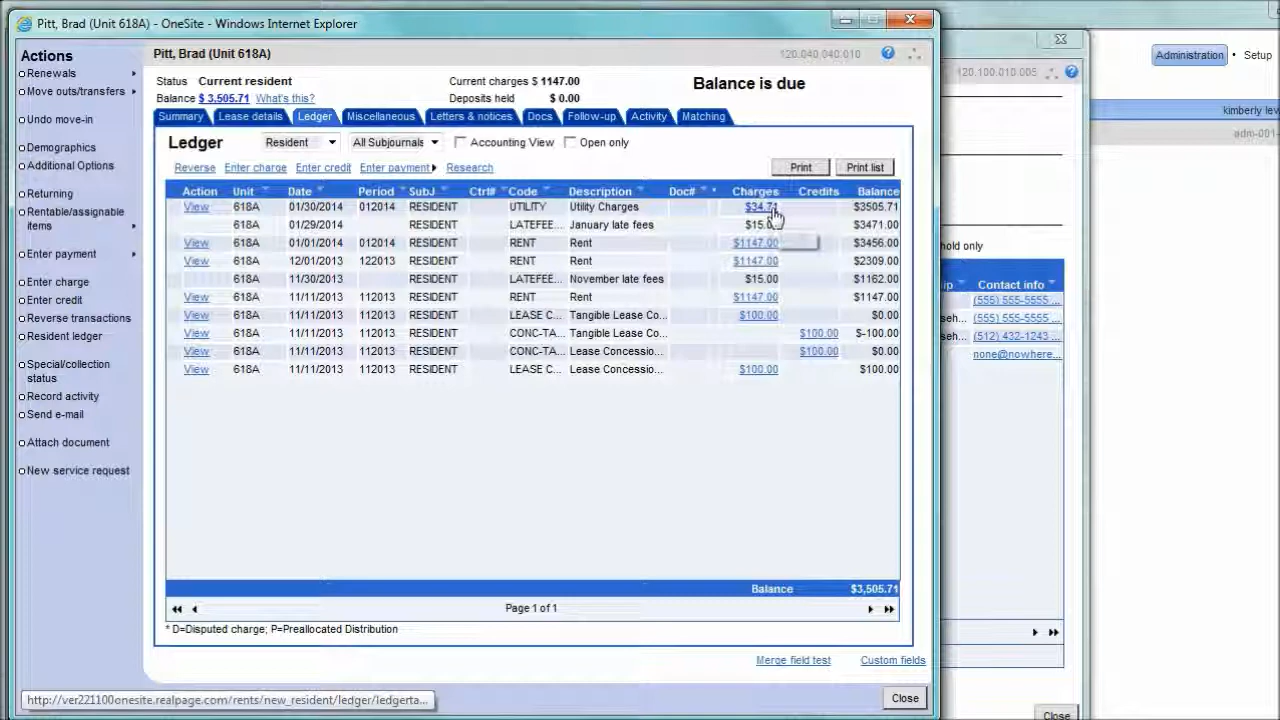 Pitt, Brad (Unit 618A) - OneSite - Windows Internet Explorer
Actions
Renewals
Move outs/transfers
Undo move-in
Demographics
Additional Options
Returning
Rentable/assignable
items
Enter payment
Enter charge
Enter credit
Reverse transactions
Resident ledger
Special/collection
status
Record activity
Send e-mail
Attach document
New service request
Pitt, Brad (Unit 618A) 120.040.040.010
Status Current resident Current charges $ 1147.00 Balance is due
Balance $ 3,505.71 What's this? Deposits held $ 0.00
Summary Lease details Ledger Miscellaneous Letters & notices Docs Follow-up Activity Matching
Ledger Resident All Subjournals Accounting View Open only
Reverse Enter charge Enter credit Enter payment Research Print Print list
Action Unit Date Period SubJ Ctrl# Code Description Doc# * Charges Credits Balance
View 618A 01/30/2014 012014 RESIDENT UTILITY Utility Charges $34.71 $3505.71
618A 01/29/2014 RESIDENT LATEFEE... January late fees $3471.00
View 618A 01/01/2014 012014 RESIDENT RENT Rent $1147.00 $3456.00
View 618A 12/01/2013 122013 RESIDENT RENT Rent $1147.00 $2309.00
618A 11/30/2013 RESIDENT LATEFEE... November late fees $15.00 $1162.00
View 618A 11/11/2013 112013 RESIDENT RENT Rent $1147.00 $1147.00
View 618A 11/11/2013 112013 RESIDENT LEASE C... Tangible Lease Co... $100.00 $0.00
View 618A 11/11/2013 112013 RESIDENT CONC-TA... Tangible Lease Co... $100.00 $-100.00
View 618A 11/11/2013 112013 RESIDENT CONC-TA... Lease Concessio... $100.00 $0.00
View 618A 11/11/2013 112013 RESIDENT LEASE C... Lease Concessio... $100.00 $100.00
Balance $3,505.71
Page 1 of 1
* D=Disputed charge; P=Preallocated Distribution
Merge field test Custom fields
http://ver221100onesite.realpage.com/rents/new_resident/ledger/ledgerta...
Close
120.100.010.005
Administration • Setup
adm-001
Contact info
(555) 555-5555 ...
(555) 555-5555 ...
(512) 432-1243 ...
none@nowhere...
Close